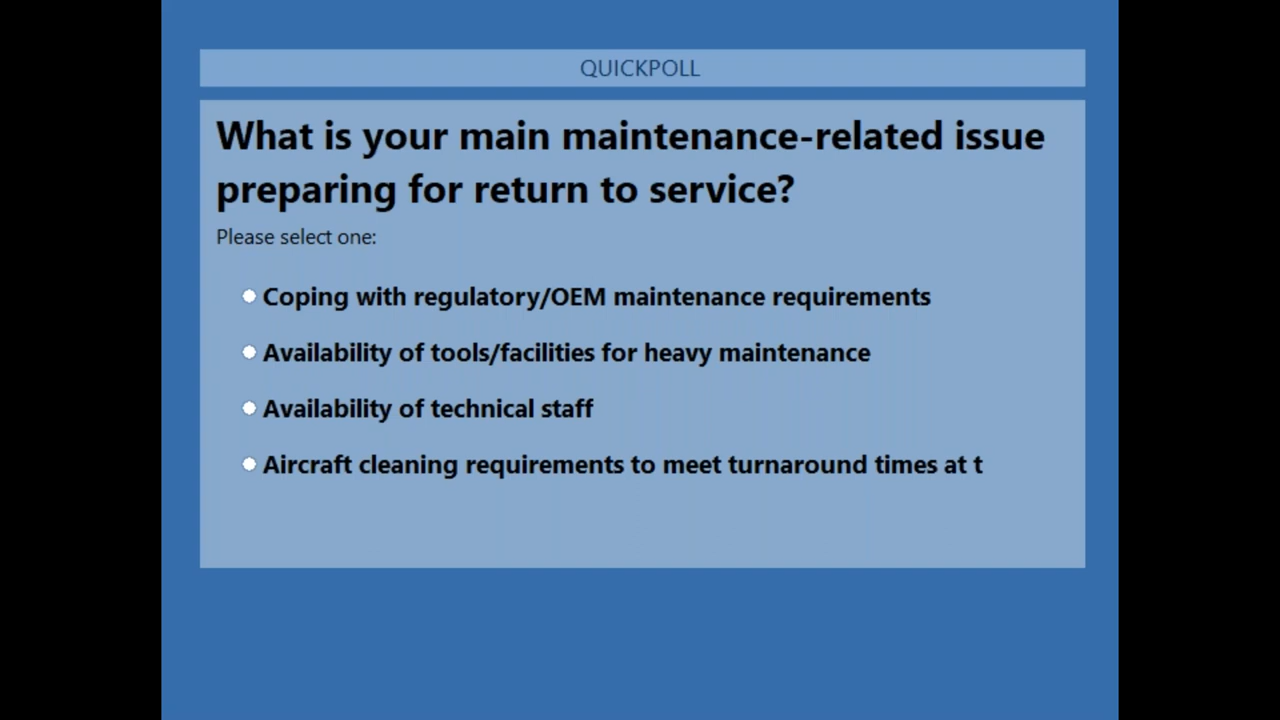 QUICKPOLL
What is your main maintenance-related issue
preparing for return to service?
Please select one:
Coping with regulatory/OEM maintenance requirements
Availability of tools/facilities for heavy maintenance
Availability of technical staff
Aircraft cleaning requirements to meet turnaround times at t